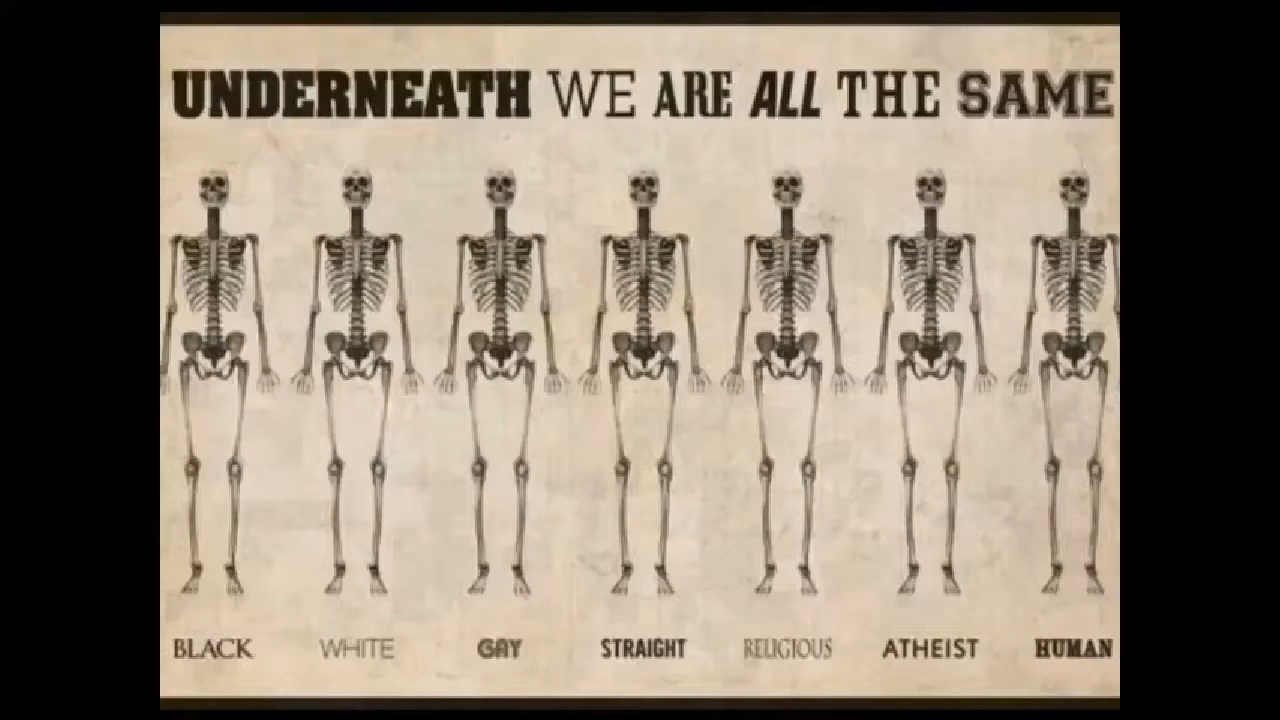 UNDERNEATH WE ARE ALL THE SAME
BLACK WHITE GAY STRAIGHT RELIGIOUS ATHEIST HUMAN